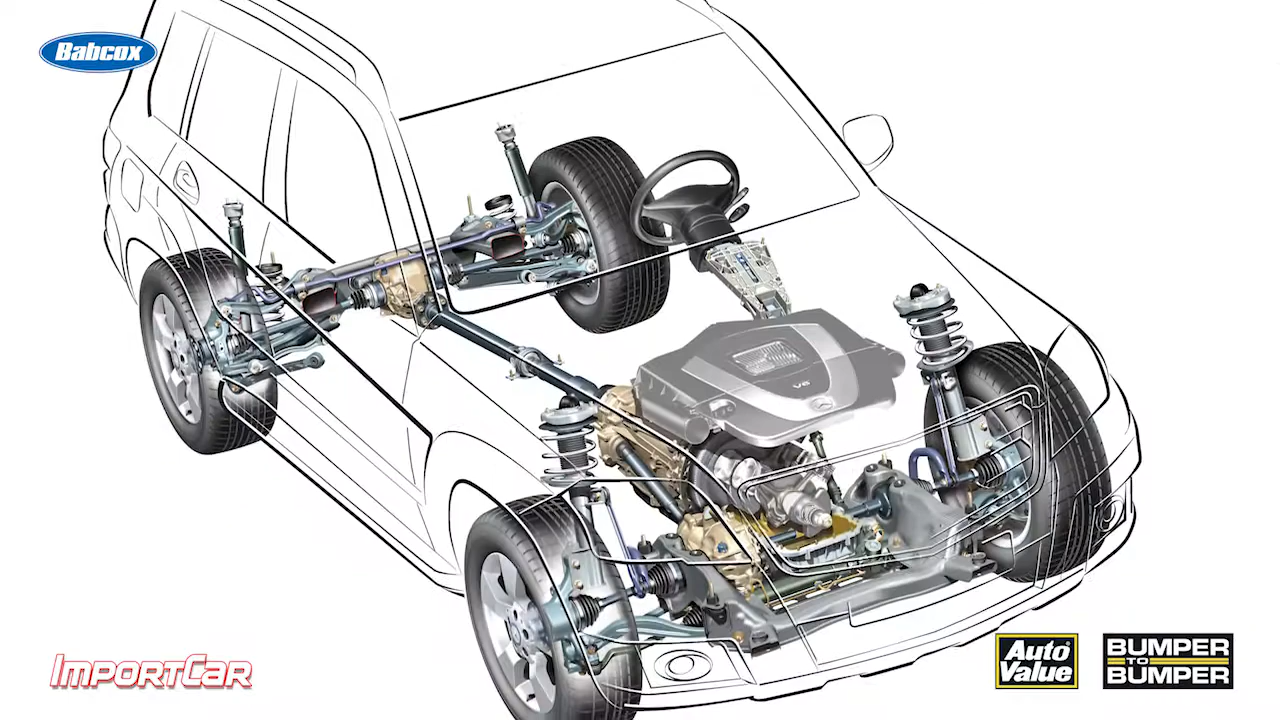 Babcox
V6
IMPORTCAR
Auto
Value
BUMPER
TO
BUMPER